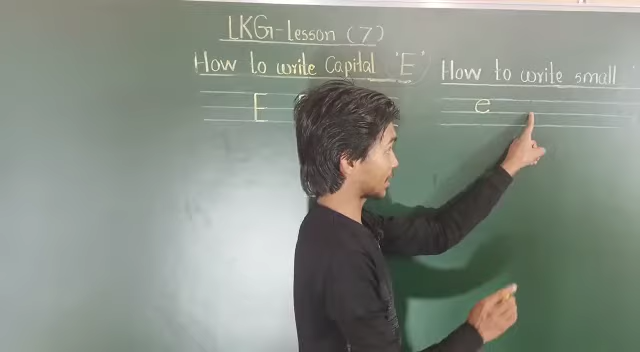 LKG-Lesson (7)
How to write Capital 'E'
E
How to write small
e